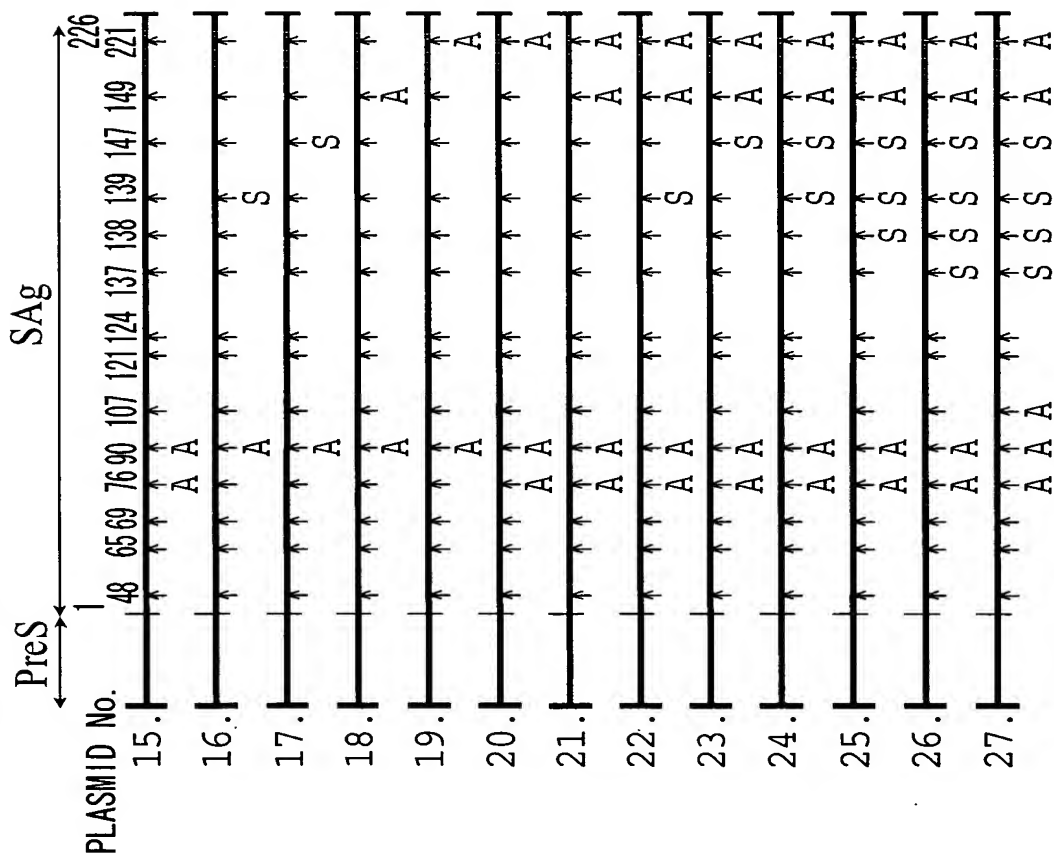 PreS SAg
1 226
PLASMID No. 48 65 69 76 90 107 121 124 137 138 139 147 149 221
15.
A A
16.
A S
17.
A S
18.
A A
19.
A A
20.
A A A
21.
A A A A
22.
A A S A A
23.
A A S A A
24.
A A S S A A
25.
A A S S S A A
26.
A A S S S S A A
27.
A A A S S S S A A